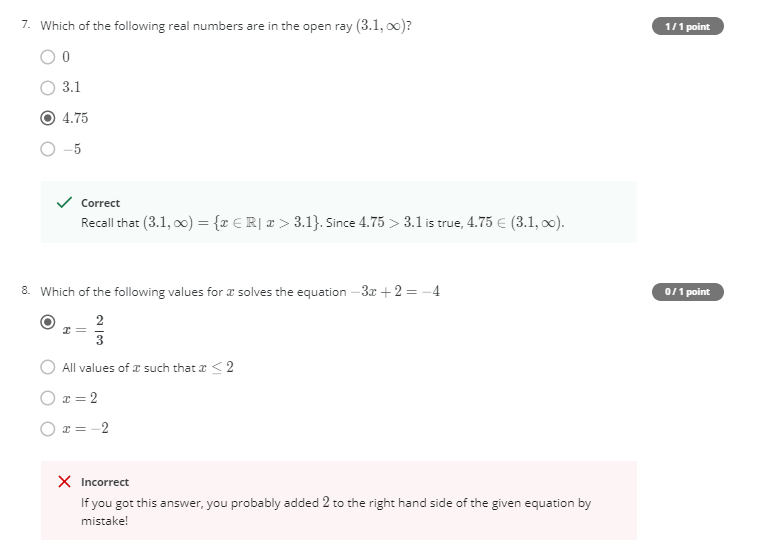 7. Which of the following real numbers are in the open ray (3.1, ∞)?
1 / 1 point
0
3.1
4.75
−5
Correct
Recall that (3.1, ∞) = {x ∈ ℝ| x > 3.1}. Since 4.75 > 3.1 is true, 4.75 ∈ (3.1, ∞).
8. Which of the following values for x solves the equation −3x + 2 = −4
0 / 1 point
x = 2/3
All values of x such that x ≤ 2
x = 2
x = −2
Incorrect
If you got this answer, you probably added 2 to the right hand side of the given equation by
mistake!